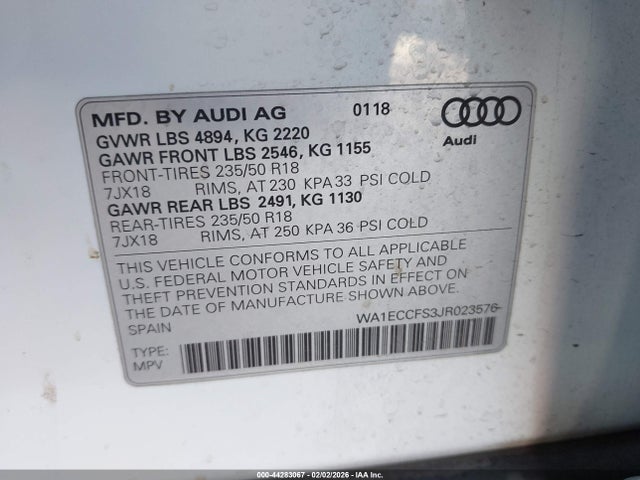 MFD. BY AUDI AG 0118
GVWR LBS 4894, KG 2220
GAWR FRONT LBS 2546, KG 1155
FRONT-TIRES 235/50 R18
7JX18 RIMS, AT 230 KPA 33 PSI COLD
GAWR REAR LBS 2491, KG 1130
REAR-TIRES 235/50 R18
7JX18 RIMS, AT 250 KPA 36 PSI COLD
Audi
THIS VEHICLE CONFORMS TO ALL APPLICABLE
U.S. FEDERAL MOTOR VEHICLE SAFETY AND
THEFT PREVENTION STANDARDS IN EFFECT ON
THE DATE OF MANUFACTURE SHOWN ABOVE.
SPAIN
WA1ECCFS3JR023576
TYPE:
MPV
000-44283067 - 02/02/2026 - IAA Inc.